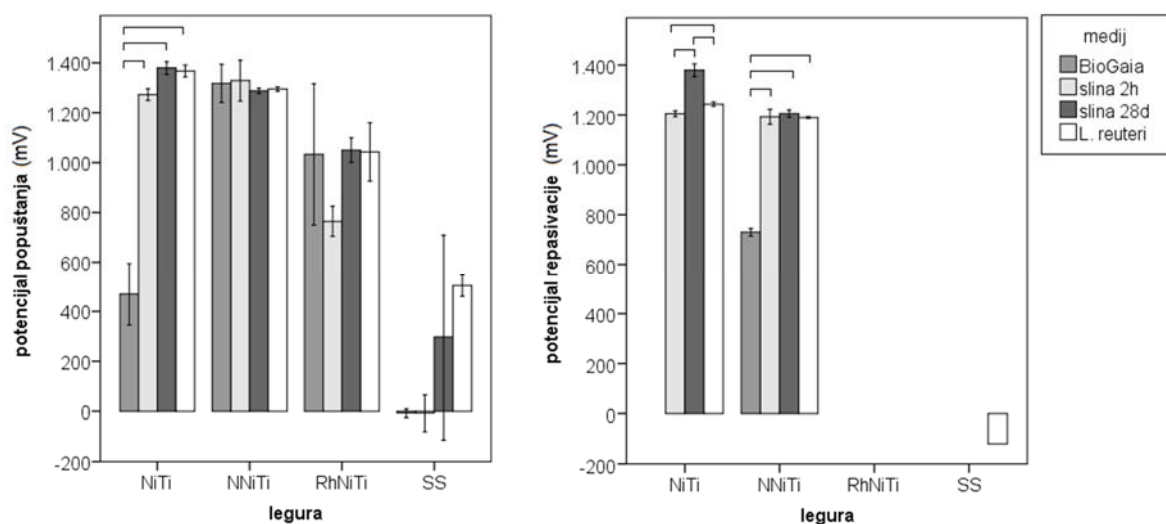 potencijal popuštanja (mV)
1.400
1.200
1.000
800
600
400
200
0
-200
NiTi NNiTi RhNiTi SS
legura
potencijal repasivacije (mV)
1.400
1.200
1.000
800
600
400
200
0
-200
NiTi NNiTi RhNiTi SS
legura
medij
BioGaia
slina 2h
slina 28d
L. reuteri